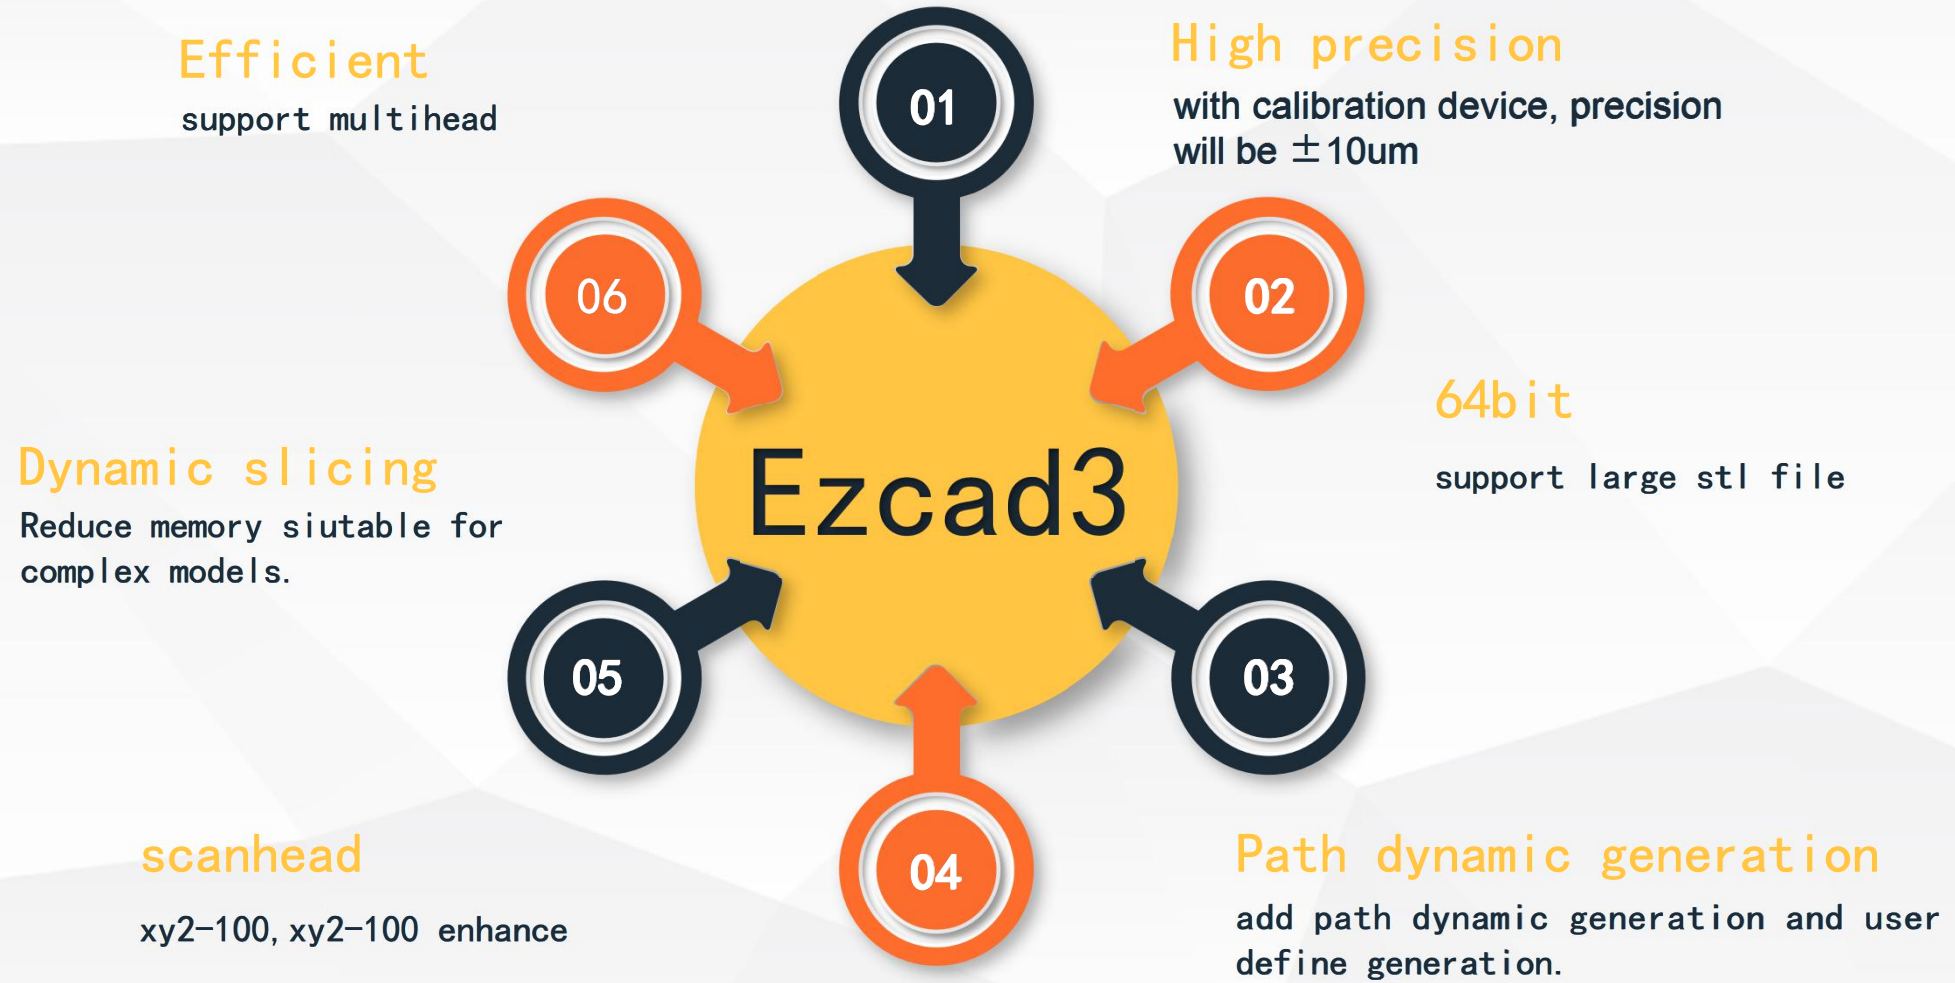 Efficient
support multihead
01
High precision
with calibration device, precision
will be ±10um
06
02
64bit
support large stl file
Dynamic slicing
Reduce memory siutable for
complex models.
Ezcad3
05
03
scanhead
xy2-100, xy2-100 enhance
04
Path dynamic generation
add path dynamic generation and user
define generation.